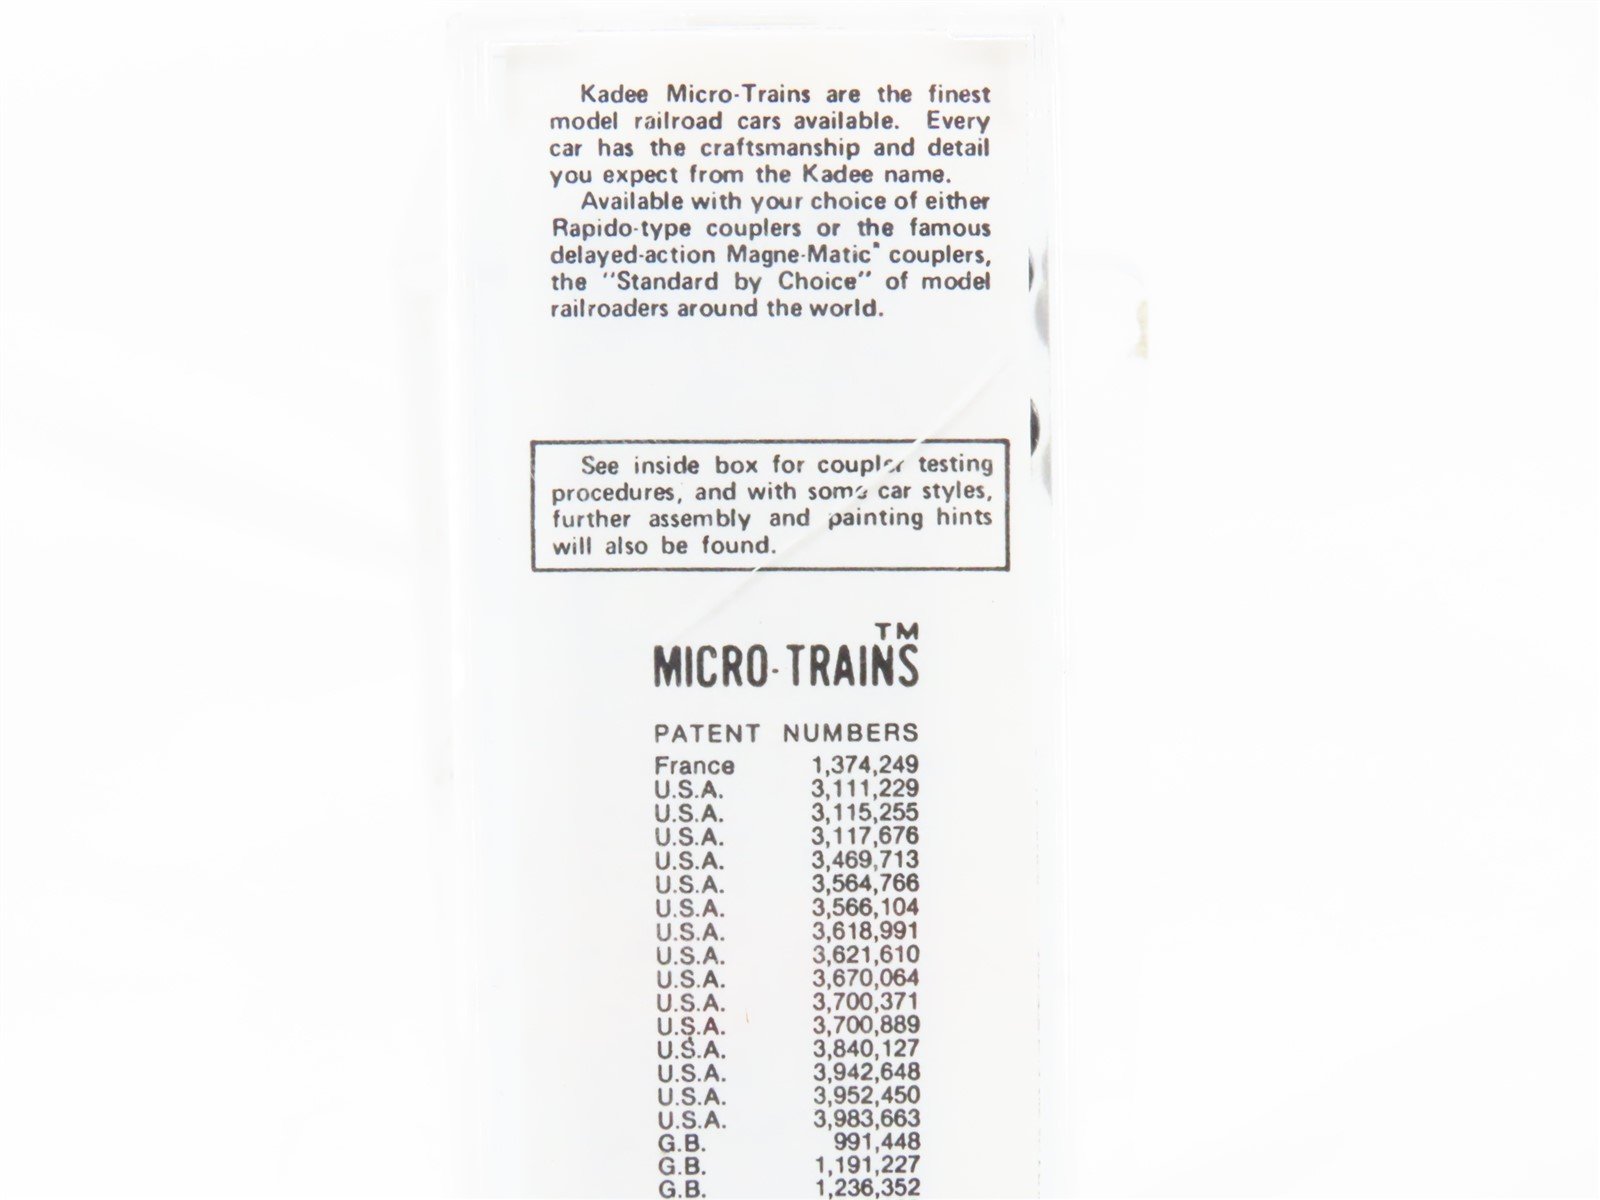 Kadee Micro-Trains are the finest
model railroad cars available. Every
car has the craftsmanship and detail
you expect from the Kadee name.
Available with your choice of either
Rapido-type couplers or the famous
delayed-action Magne-Matic® couplers,
the "Standard by Choice" of model
railroaders around the world.
See inside box for coupler testing
procedures, and with some car styles,
further assembly and painting hints
will also be found.
MICRO-TRAINS™
PATENT NUMBERS
France 1,374,249
U.S.A. 3,111,229
U.S.A. 3,115,255
U.S.A. 3,117,676
U.S.A. 3,469,713
U.S.A. 3,564,766
U.S.A. 3,566,104
U.S.A. 3,618,991
U.S.A. 3,621,610
U.S.A. 3,670,064
U.S.A. 3,700,371
U.S.A. 3,700,889
U.S.A. 3,840,127
U.S.A. 3,942,648
U.S.A. 3,952,450
U.S.A. 3,983,663
G.B. 991,448
G.B. 1,191,227
G.B. 1,236,352